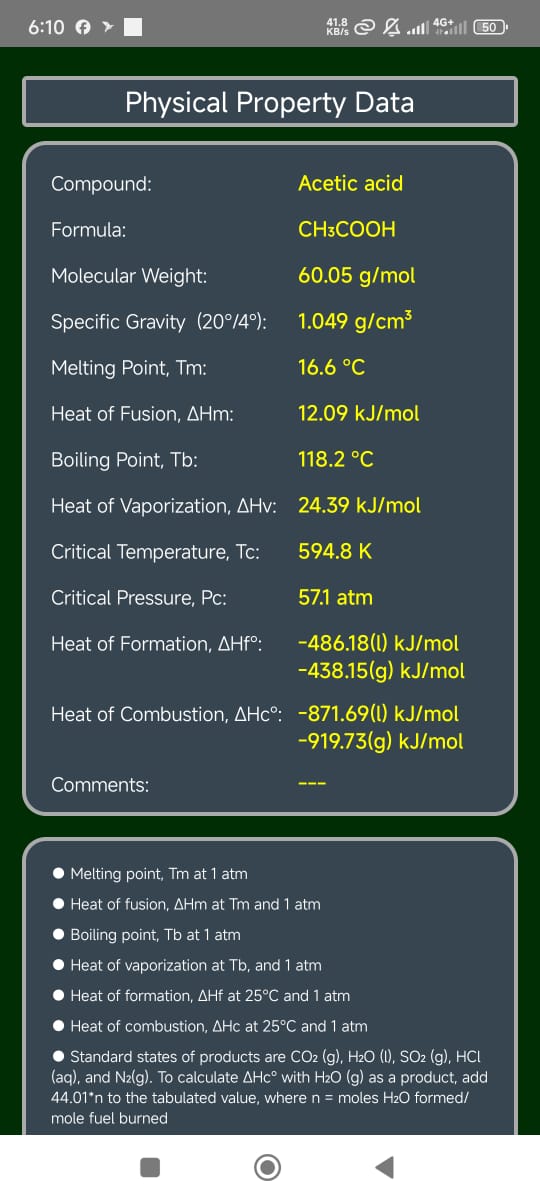 6:10
41.8
KB/s
4G+
50
Physical Property Data
Compound: Acetic acid
Formula: CH₃COOH
Molecular Weight: 60.05 g/mol
Specific Gravity (20°/4°): 1.049 g/cm³
Melting Point, Tm: 16.6 °C
Heat of Fusion, ΔHm: 12.09 kJ/mol
Boiling Point, Tb: 118.2 °C
Heat of Vaporization, ΔHv: 24.39 kJ/mol
Critical Temperature, Tc: 594.8 K
Critical Pressure, Pc: 57.1 atm
Heat of Formation, ΔHf°: -486.18(l) kJ/mol
-438.15(g) kJ/mol
Heat of Combustion, ΔHc°: -871.69(l) kJ/mol
-919.73(g) kJ/mol
Comments: ---
● Melting point, Tm at 1 atm
● Heat of fusion, ΔHm at Tm and 1 atm
● Boiling point, Tb at 1 atm
● Heat of vaporization at Tb, and 1 atm
● Heat of formation, ΔHf at 25°C and 1 atm
● Heat of combustion, ΔHc at 25°C and 1 atm
● Standard states of products are CO₂ (g), H₂O (l), SO₂ (g), HCl
(aq), and N₂(g). To calculate ΔHc° with H₂O (g) as a product, add
44.01*n to the tabulated value, where n = moles H₂O formed/
mole fuel burned